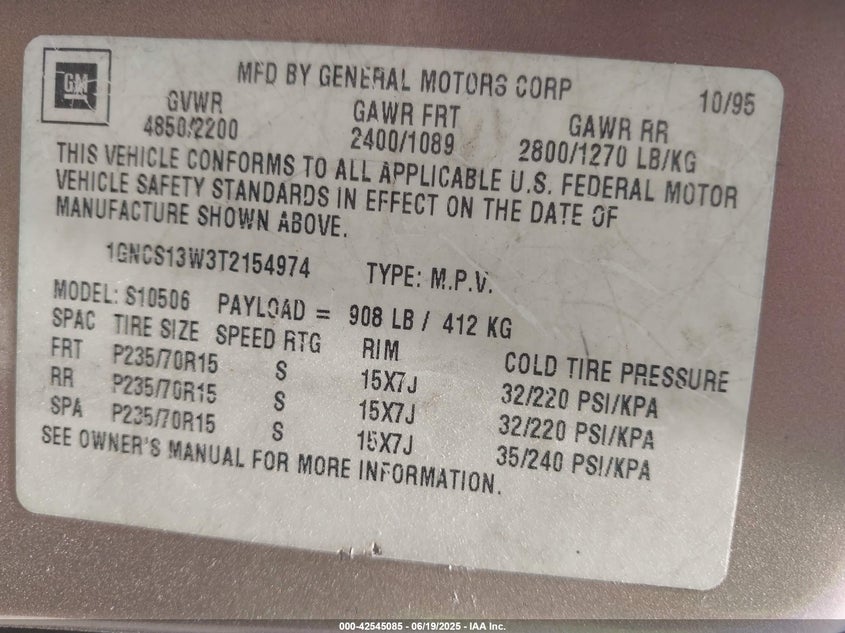 GM
MFD BY GENERAL MOTORS CORP 10/95
GVWR GAWR FRT GAWR RR
4850/2200 2400/1089 2800/1270 LB/KG
THIS VEHICLE CONFORMS TO ALL APPLICABLE U.S. FEDERAL MOTOR
VEHICLE SAFETY STANDARDS IN EFFECT ON THE DATE OF
MANUFACTURE SHOWN ABOVE.
1GNCS13W3T2154974 TYPE: M.P.V.
MODEL: S10506 PAYLOAD = 908 LB / 412 KG
SPAC TIRE SIZE SPEED RTG RIM COLD TIRE PRESSURE
FRT P235/70R15 S 15X7J 32/220 PSI/KPA
RR P235/70R15 S 15X7J 32/220 PSI/KPA
SPA P235/70R15 S 15X7J 35/240 PSI/KPA
SEE OWNER'S MANUAL FOR MORE INFORMATION.
000-42545085 - 06/19/2025 - IAA Inc.